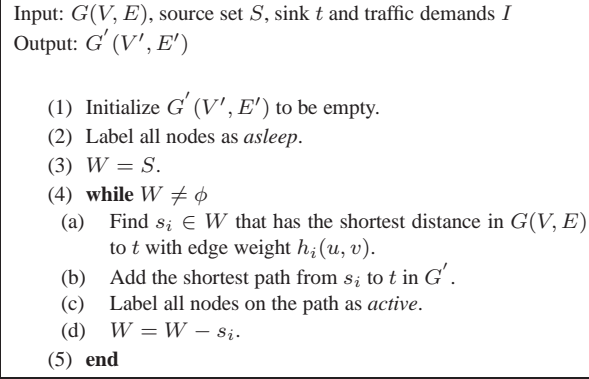 Input: G(V, E), source set S, sink t and traffic demands I
Output: G′(V′, E′)
(1) Initialize G′(V′, E′) to be empty.
(2) Label all nodes as asleep.
(3) W = S.
(4) while W ≠ ϕ
(a) Find sᵢ ∈ W that has the shortest distance in G(V, E)
to t with edge weight hᵢ(u, v).
(b) Add the shortest path from sᵢ to t in G′.
(c) Label all nodes on the path as active.
(d) W = W − sᵢ.
(5) end